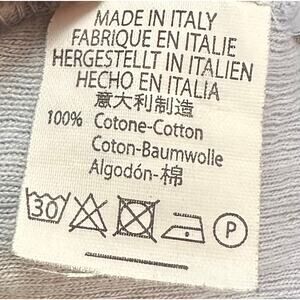 MADE IN ITALY
FABRIQUE EN ITALIE
HERGESTELLT IN ITALIEN
HECHO EN ITALIA
意大利制造
100% Cotone-Cotton
Coton-Baumwolle
Algodón-棉
30 P